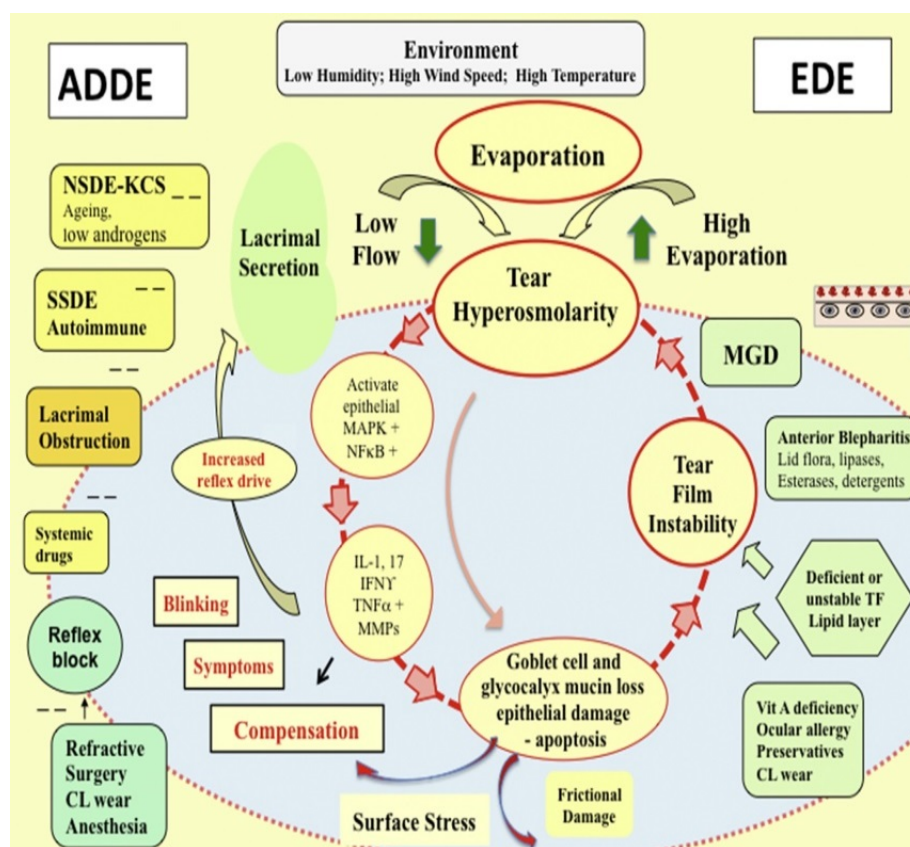 ADDE
Environment
Low Humidity; High Wind Speed; High Temperature
EDE
Evaporation
NSDE-KCS
Ageing,
low androgens
Lacrimal
Secretion
Low
Flow
High
Evaporation
Tear
Hyperosmolarity
SSDE
Autoimmune
MGD
Activate
epithelial
MAPK +
NFκB +
Lacrimal
Obstruction
Increased
reflex drive
Tear
Film
Instability
Anterior Blepharitis
Lid flora, lipases,
Esterases, detergents
Systemic
drugs
IL-1, 17
IFNϒ
TNFα +
MMPs
Blinking
Deficient or
unstable TF
Lipid layer
Reflex
block
Symptoms
Goblet cell and
glycocalyx mucin loss
epithelial damage
- apoptosis
Compensation
Vit A deficiency
Ocular allergy
Preservatives
CL wear
Refractive
Surgery
CL wear
Anesthesia
Surface Stress
Frictional
Damage